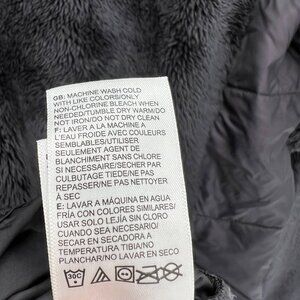 GB: MACHINE WASH COLD
WITH LIKE COLORS/ONLY
NON-CHLORINE BLEACH WHEN
NEEDED/TUMBLE DRY WARM/DO
NOT IRON/DO NOT DRY CLEAN
F: LAVER A LA MACHINE A
L'EAU FROIDE AVEC COULEURS
SEMBLABLES/UTILISER
SEULEMENT AGENT DE
BLANCHIMENT SANS CHLORE
SI NECESSAIRE/SECHER PAR
CULBUTAGE TIEDE/NE PAS
REPASSER/NE PAS NETTOYER
À SEC
E: LAVAR A MÁQUINA EN AGUA
FRÍA CON COLORES SIMILARES/
USAR SOLO LEJÍA SIN CLORO
CUANDO SEA NECESARIO/
SECAR EN SECADORA A
TEMPERATURA TIBIA/NO
PLANCHAR/NO LAVAR EN SECO
30C